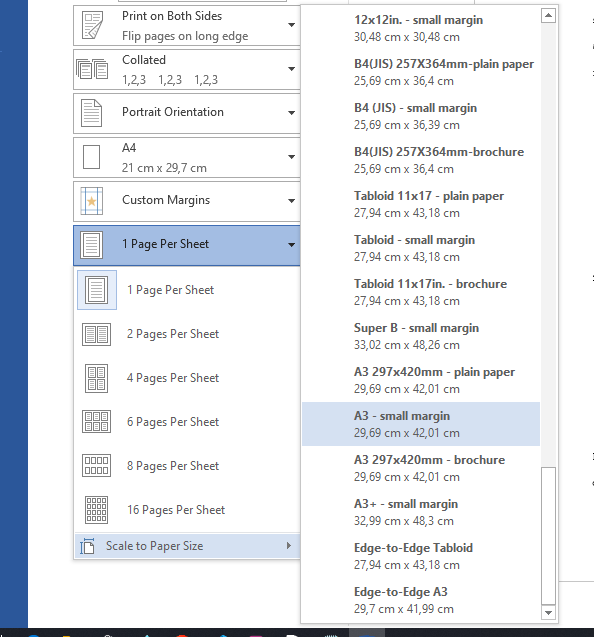 Print on Both Sides
Flip pages on long edge
Collated
1,2,3 1,2,3 1,2,3
Portrait Orientation
A4
21 cm x 29,7 cm
Custom Margins
1 Page Per Sheet
1 Page Per Sheet
2 Pages Per Sheet
4 Pages Per Sheet
6 Pages Per Sheet
8 Pages Per Sheet
16 Pages Per Sheet
Scale to Paper Size
12x12in. - small margin
30,48 cm x 30,48 cm
B4(JIS) 257X364mm-plain paper
25,69 cm x 36,4 cm
B4 (JIS) - small margin
25,69 cm x 36,39 cm
B4(JIS) 257X364mm-brochure
25,69 cm x 36,4 cm
Tabloid 11x17 - plain paper
27,94 cm x 43,18 cm
Tabloid - small margin
27,94 cm x 43,18 cm
Tabloid 11x17in. - brochure
27,94 cm x 43,18 cm
Super B - small margin
33,02 cm x 48,26 cm
A3 297x420mm - plain paper
29,69 cm x 42,01 cm
A3 - small margin
29,69 cm x 42,01 cm
A3 297x420mm - brochure
29,69 cm x 42,01 cm
A3+ - small margin
32,99 cm x 48,3 cm
Edge-to-Edge Tabloid
27,94 cm x 43,18 cm
Edge-to-Edge A3
29,7 cm x 41,99 cm